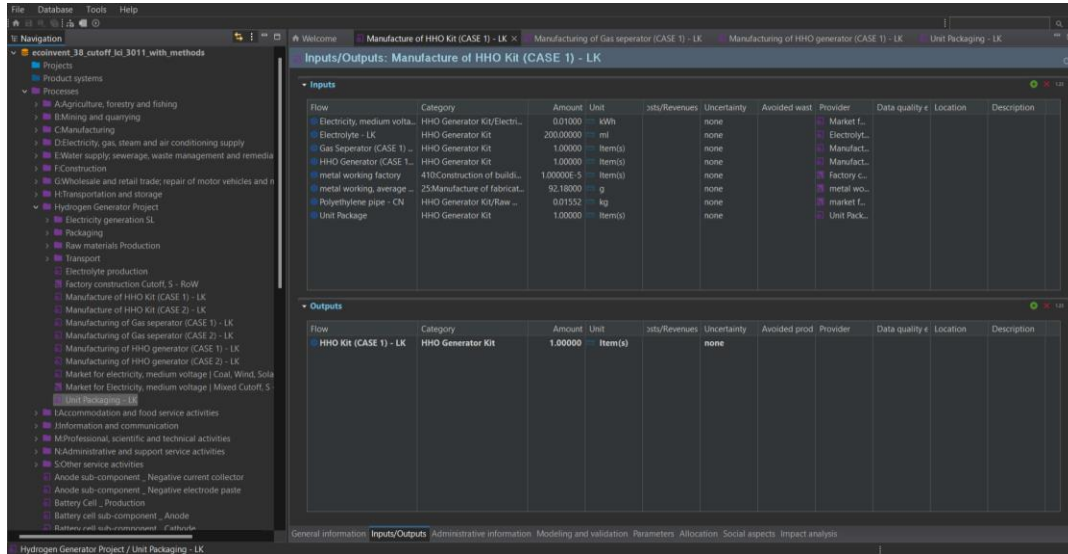 File Database Tools Help
Navigation
Welcome Manufacture of HHO Kit (CASE 1) - LK × Manufacturing of Gas seperator (CASE 1) - LK Manufacturing of HHO generator (CASE 1) - LK Unit Packaging - LK
ecoinvent_38_cutoff_lci_3011_with_methods
Projects
Product systems
Processes
A:Agriculture, forestry and fishing
B:Mining and quarrying
C:Manufacturing
D:Electricity, gas, steam and air conditioning supply
E:Water supply; sewerage, waste management and remedia
F:Construction
G:Wholesale and retail trade; repair of motor vehicles and n
H:Transportation and storage
Hydrogen Generator Project
Electricity generation SL
Packaging
Raw materials Production
Transport
Electrolyte production
Factory construction Cutoff, S - RoW
Manufacture of HHO Kit (CASE 1) - LK
Manufacture of HHO Kit (CASE 2) - LK
Manufacturing of Gas seperator (CASE 1) - LK
Manufacturing of Gas seperator (CASE 2) - LK
Manufacturing of HHO generator (CASE 1) - LK
Manufacturing of HHO generator (CASE 2) - LK
Market for electricity, medium voltage | Coal, Wind, Sola
Market for Electricity, medium voltage | Mixed Cutoff, S -
Unit Packaging - LK
I:Accommodation and food service activities
J:Information and communication
M:Professional, scientific and technical activities
N:Administrative and support service activities
S:Other service activities
Anode sub-component _ Negative current collector
Anode sub-component _ Negative electrode paste
Battery Cell _ Production
Battery cell sub-component _ Anode
Battery cell sub-component _ Cathode
Inputs/Outputs: Manufacture of HHO Kit (CASE 1) - LK
Inputs
Flow Category Amount Unit osts/Revenues Uncertainty Avoided wast Provider Data quality e Location Description
Electricity, medium volta... HHO Generator Kit/Electri... 0.01000 kWh none Market f...
Electrolyte - LK HHO Generator Kit 200.00000 ml none Electrolyt...
Gas Seperator (CASE 1) ... HHO Generator Kit 1.00000 Item(s) none Manufact...
HHO Generator (CASE 1... HHO Generator Kit 1.00000 Item(s) none Manufact...
metal working factory 410:Construction of buildi... 1.00000E-5 Item(s) none Factory c...
metal working, average ... 25:Manufacture of fabricat... 92.18000 g none metal wo...
Polyethylene pipe - CN HHO Generator Kit/Raw ... 0.01552 kg none market f...
Unit Package HHO Generator Kit 1.00000 Item(s) none Unit Pack...
Outputs
Flow Category Amount Unit osts/Revenues Uncertainty Avoided prod Provider Data quality e Location Description
HHO Kit (CASE 1) - LK HHO Generator Kit 1.00000 Item(s) none
General information Inputs/Outputs Administrative information Modeling and validation Parameters Allocation Social aspects Impact analysis
Hydrogen Generator Project / Unit Packaging - LK